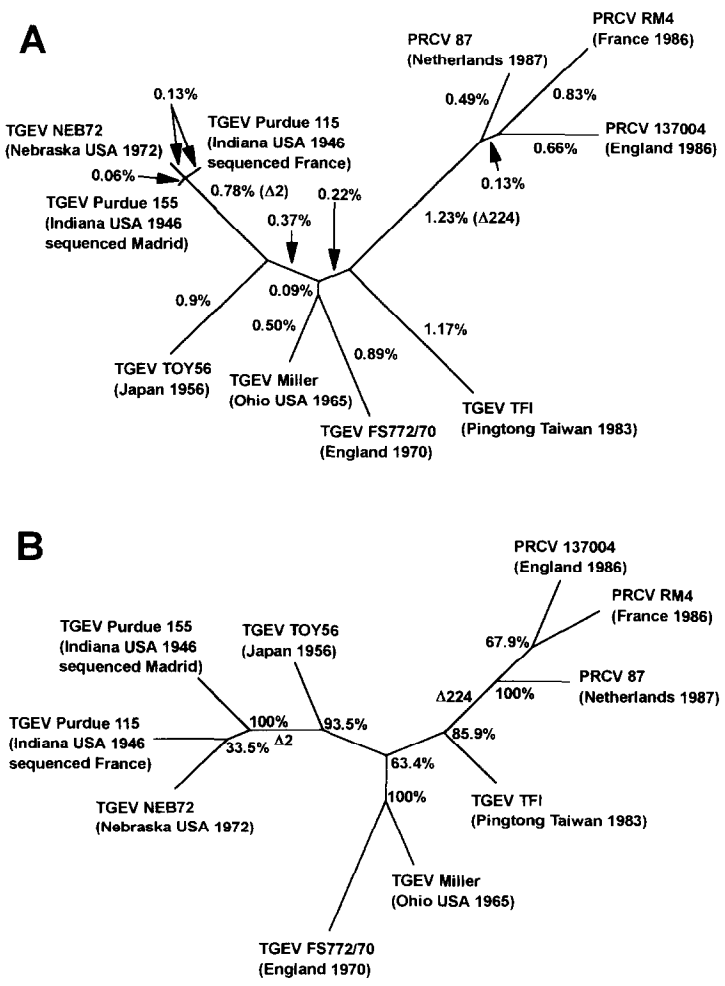 A
PRCV RM4
(France 1986)
PRCV 87
(Netherlands 1987)
0.49%
0.83%
PRCV 137004
(England 1986)
0.66%
0.13%
0.13%
TGEV NEB72
(Nebraska USA 1972)
TGEV Purdue 115
(Indiana USA 1946
sequenced France)
0.06%
TGEV Purdue 155
(Indiana USA 1946
sequenced Madrid)
0.78% (Δ2)
0.22%
0.37%
1.23% (Δ224)
0.09%
0.9%
0.50%
0.89%
1.17%
TGEV TOY56
(Japan 1956)
TGEV Miller
(Ohio USA 1965)
TGEV FS772/70
(England 1970)
TGEV TFI
(Pingtong Taiwan 1983)
B
PRCV 137004
(England 1986)
PRCV RM4
(France 1986)
67.9%
PRCV 87
(Netherlands 1987)
100%
Δ224
85.9%
TGEV Purdue 155
(Indiana USA 1946
sequenced Madrid)
TGEV TOY56
(Japan 1956)
TGEV Purdue 115
(Indiana USA 1946
sequenced France)
100%
Δ2
93.5%
33.5%
63.4%
TGEV NEB72
(Nebraska USA 1972)
100%
TGEV TFI
(Pingtong Taiwan 1983)
TGEV Miller
(Ohio USA 1965)
TGEV FS772/70
(England 1970)